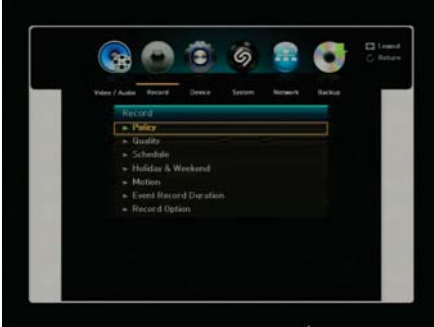 Logout
Return
Video / Audio Record Device System Network Backup
Record
► Policy
► Quality
► Schedule
► Holiday & Weekend
► Motion
► Event Record Duration
► Record Option